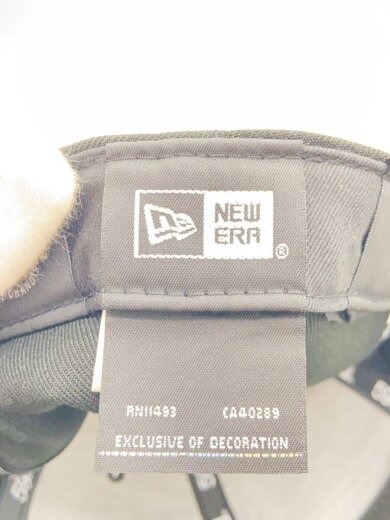 NEW
ERA®
RN11493 CA40289
EXCLUSIVE OF DECORATION